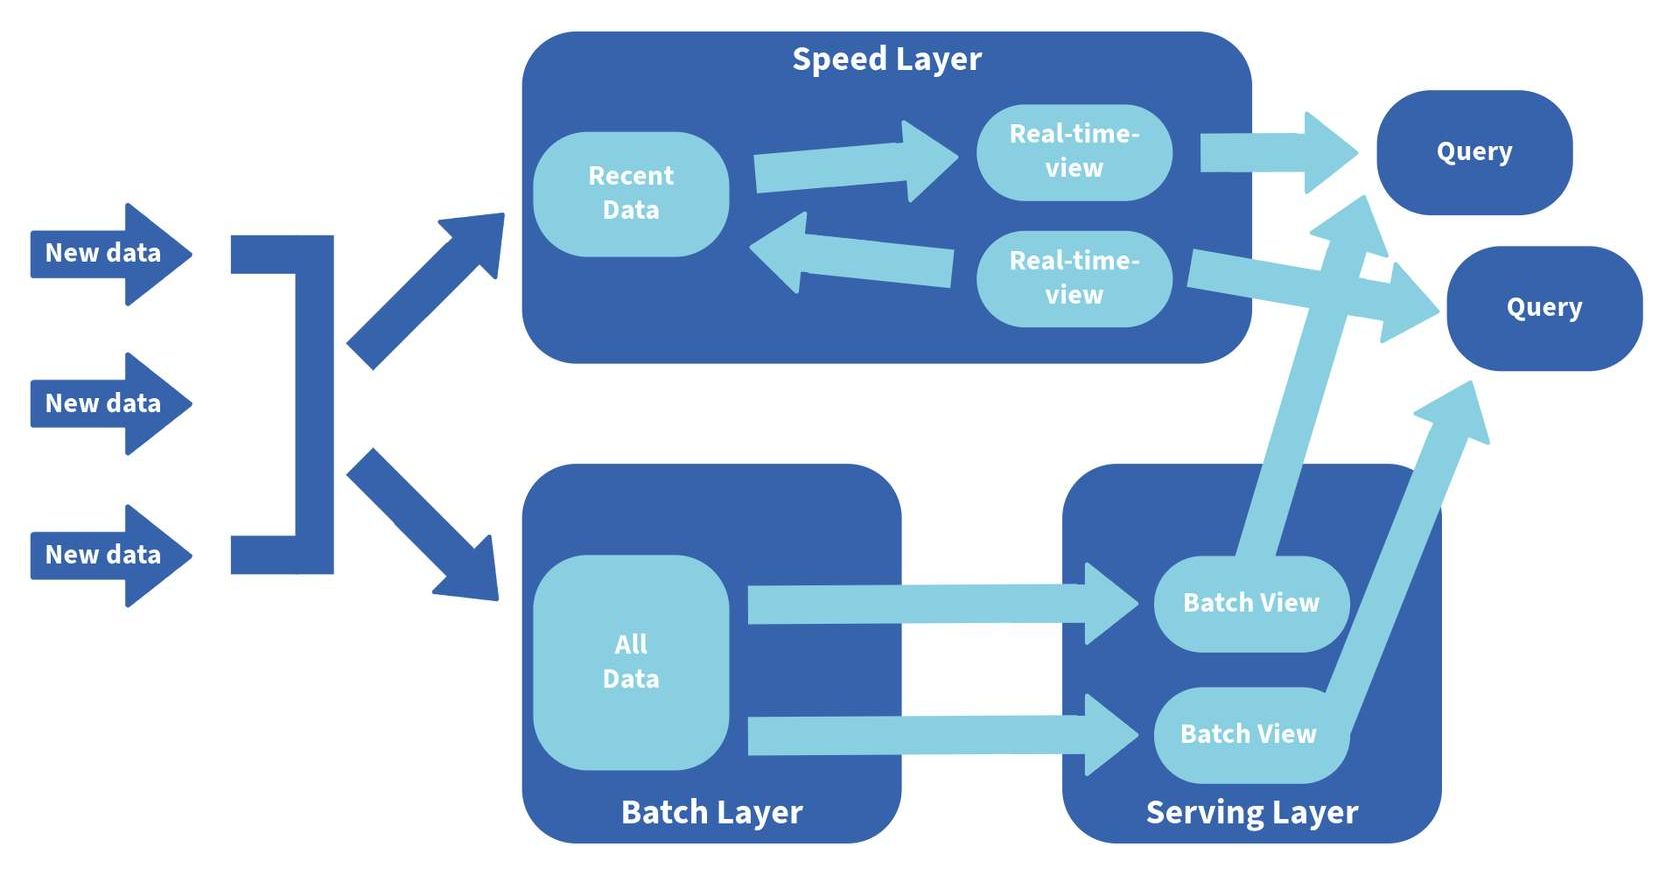 Speed Layer
Real-time-
view
Query
Recent
Data
New data
Real-time-
view
Query
New data
New data
All
Data
Batch View
Batch View
Batch Layer
Serving Layer